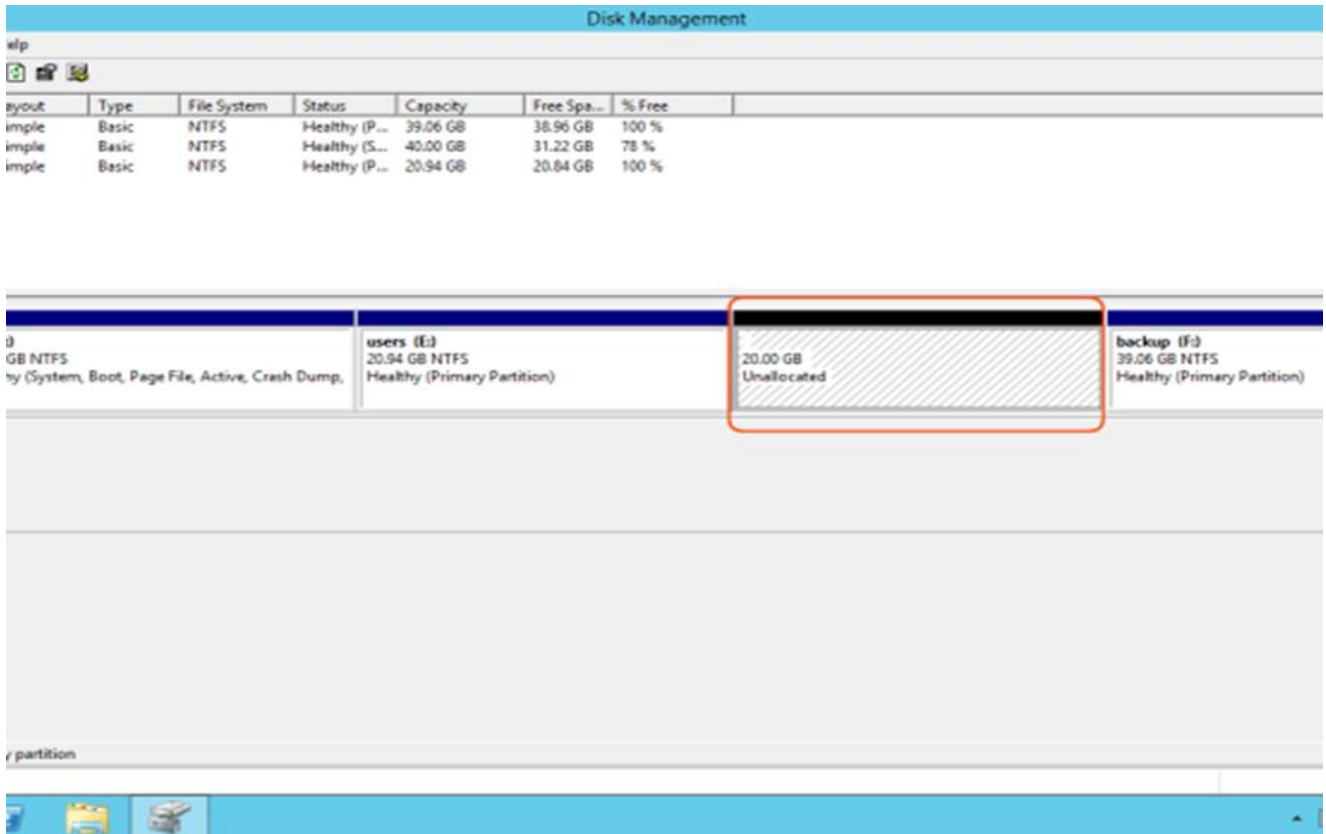 Disk Management
elp
ayout Type File System Status Capacity Free Spa... % Free
imple Basic NTFS Healthy (P... 39.06 GB 38.96 GB 100 %
imple Basic NTFS Healthy (S... 40.00 GB 31.22 GB 78 %
imple Basic NTFS Healthy (P... 20.94 GB 20.84 GB 100 %
:)
GB NTFS
hy (System, Boot, Page File, Active, Crash Dump,
users (E:)
20.94 GB NTFS
Healthy (Primary Partition)
20.00 GB
Unallocated
backup (F:)
39.06 GB NTFS
Healthy (Primary Partition)
y partition